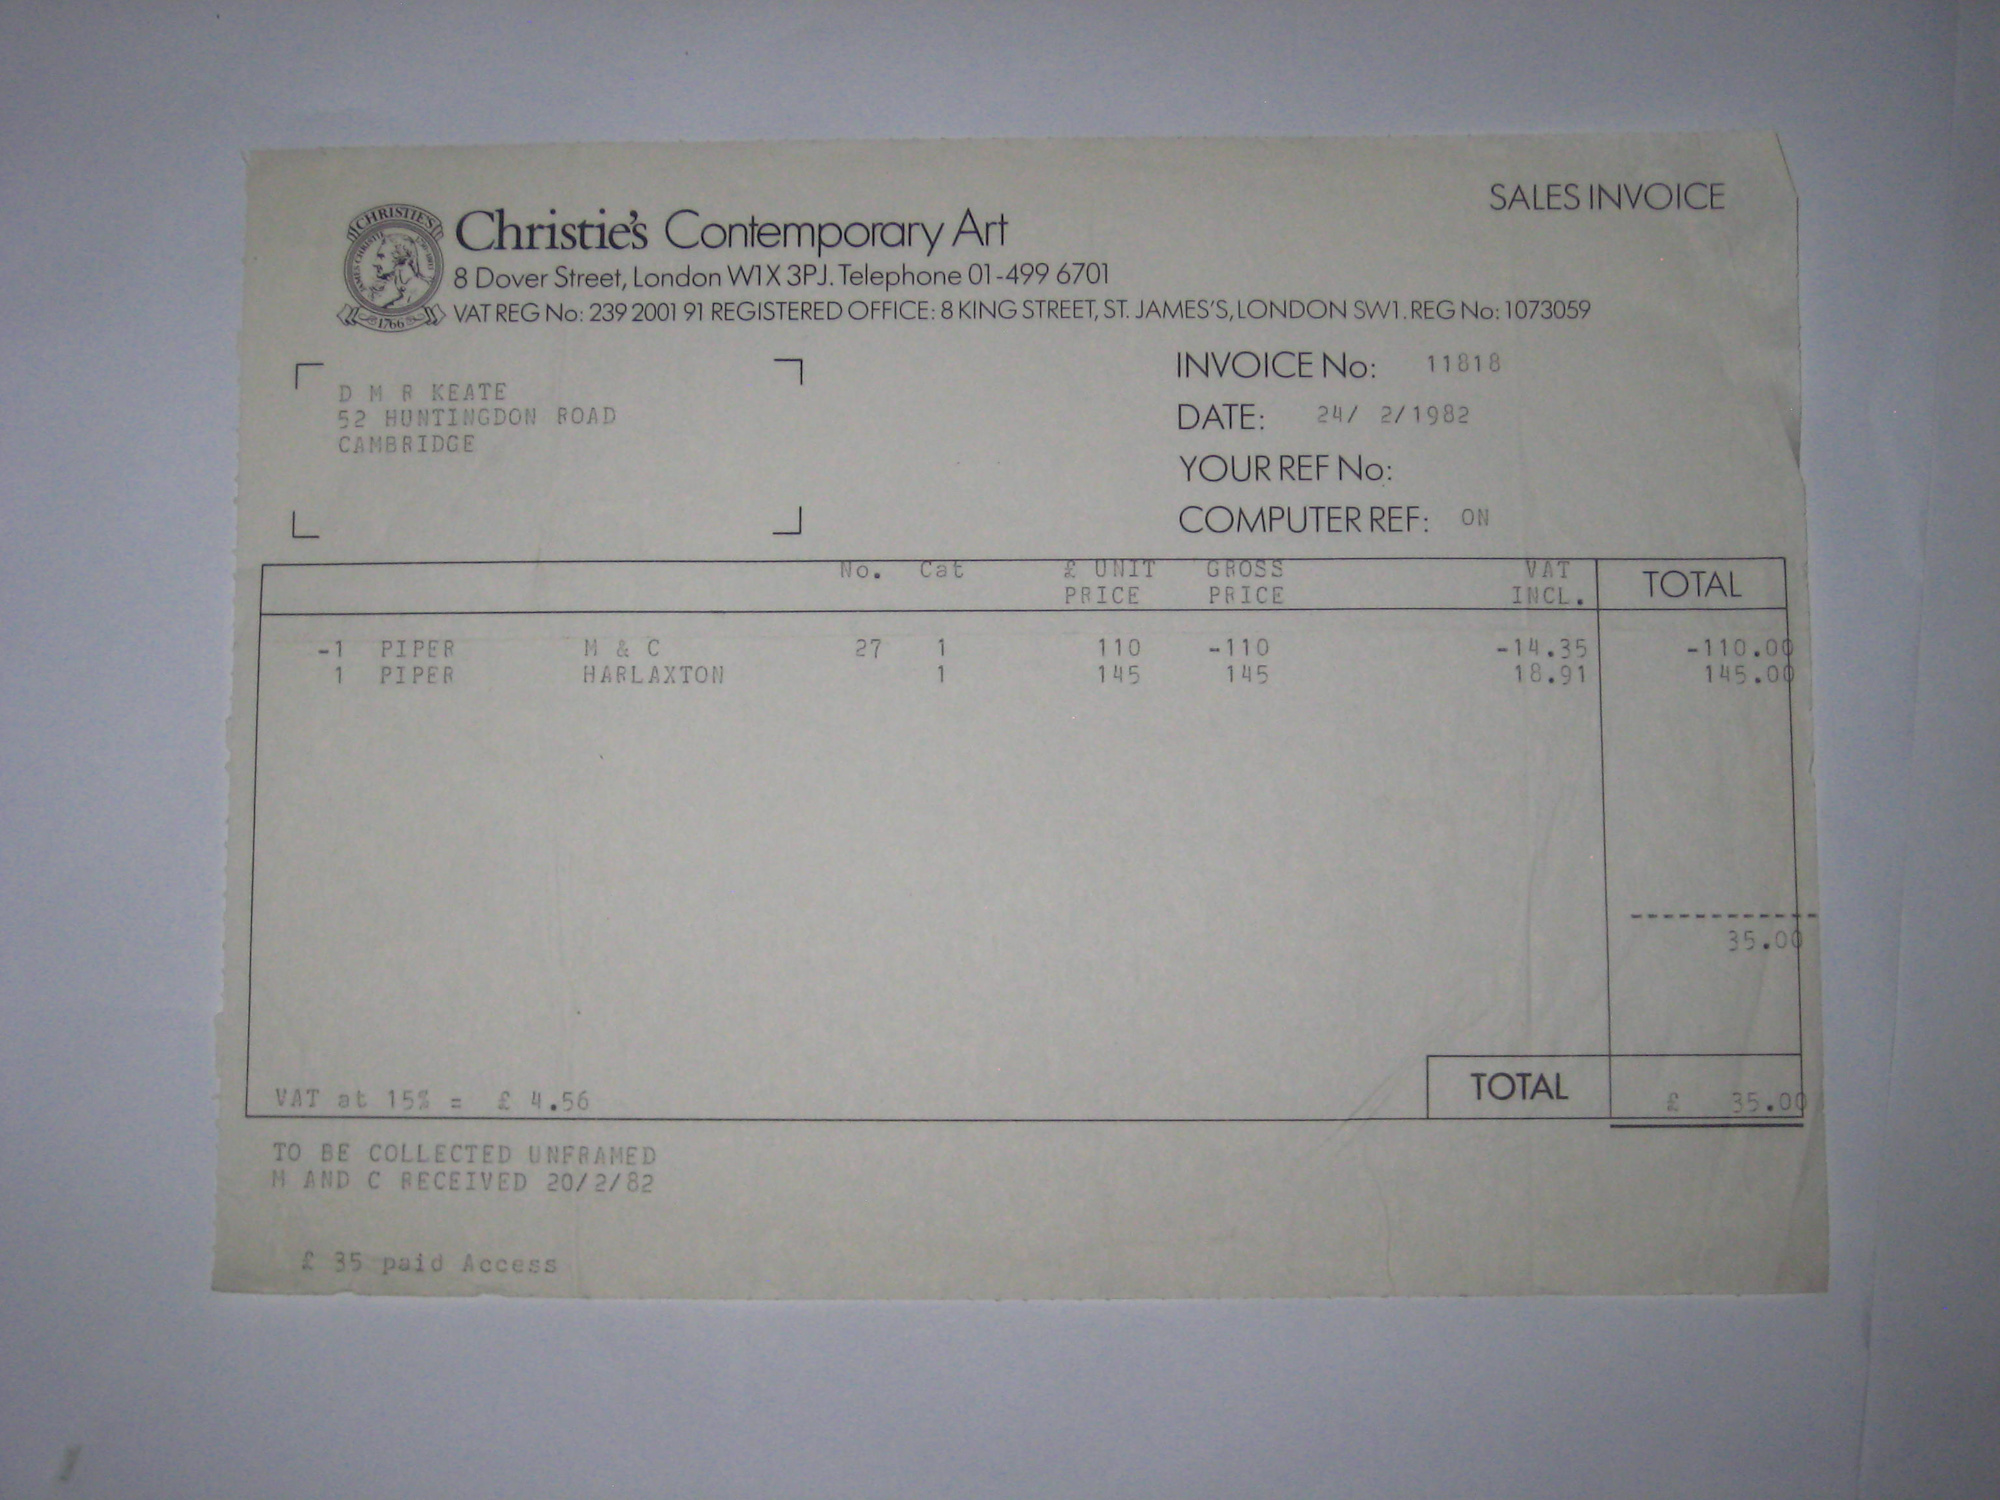 SALES INVOICE
CHRISTIE'S
JAMES CHRISTIE
1766
Christie's Contemporary Art
8 Dover Street, London W1X 3PJ. Telephone 01-499 6701
VAT REG No: 239 2001 91 REGISTERED OFFICE: 8 KING STREET, ST. JAMES'S, LONDON SW1. REG No: 1073059
D M R KEATE
52 HUNTINGDON ROAD
CAMBRIDGE
INVOICE No: 11818
DATE: 24/ 2/1982
YOUR REF No:
COMPUTER REF: ON
No. Cat £ UNIT GROSS VAT TOTAL
PRICE PRICE INCL.
-1 PIPER M & C 27 1 110 -110 -14.35 -110.00
1 PIPER HARLAXTON 1 145 145 18.91 145.00
35.00
VAT at 15% = £ 4.56 TOTAL £ 35.00
TO BE COLLECTED UNFRAMED
M AND C RECEIVED 20/2/82
£ 35 paid Access